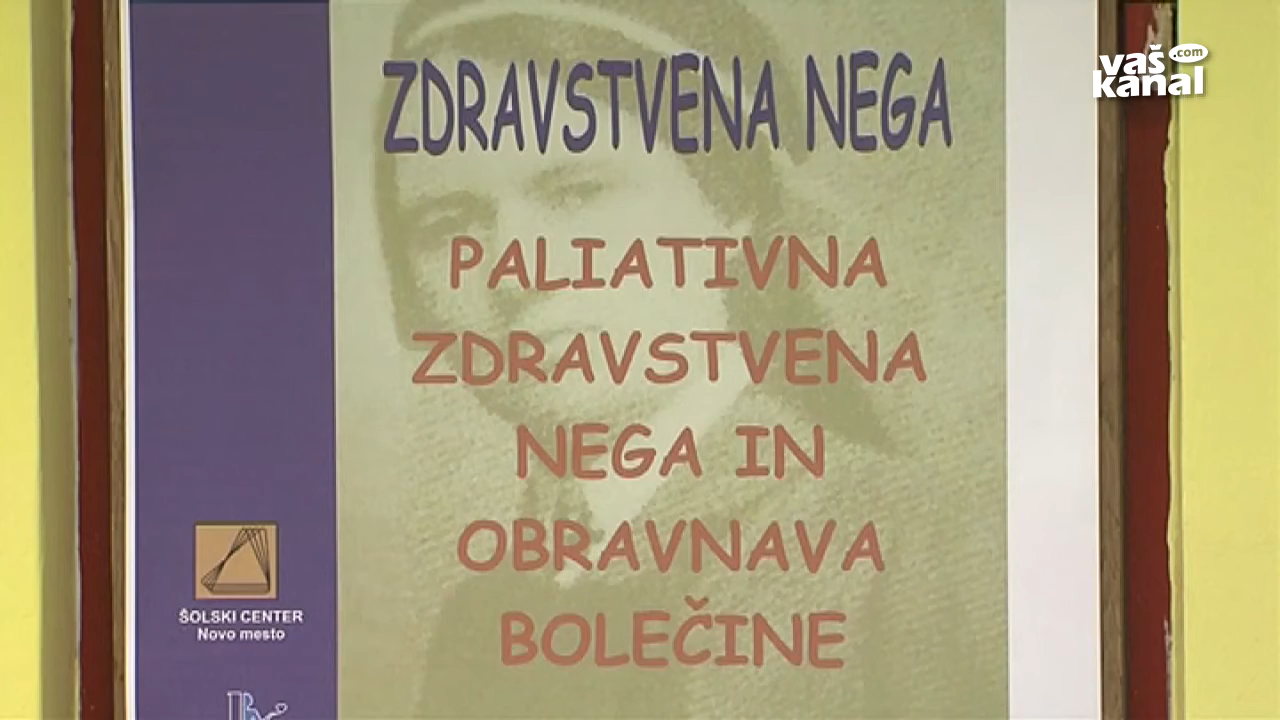 vaš
.com
kanal
ZDRAVSTVENA NEGA
PALIATIVNA
ZDRAVSTVENA
NEGA IN
OBRAVNAVA
BOLEČINE
ŠOLSKI CENTER
Novo mesto